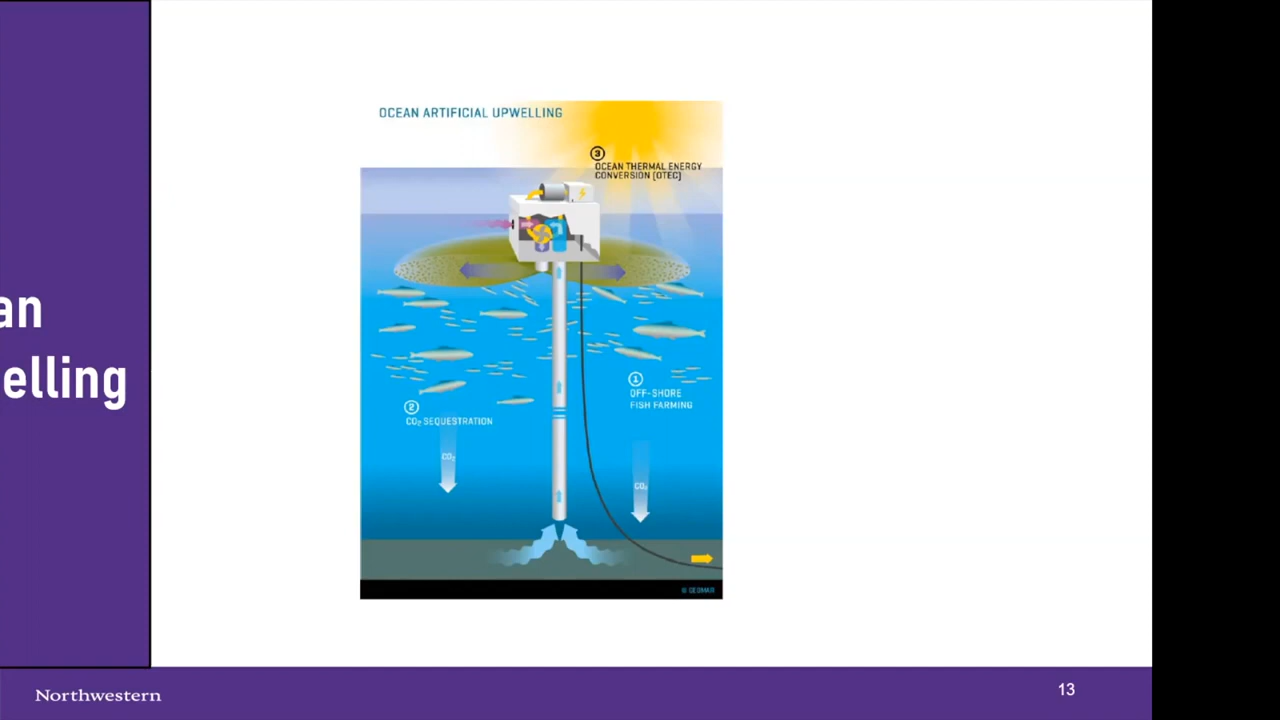 an
elling
OCEAN ARTIFICIAL UPWELLING
3
OCEAN THERMAL ENERGY
CONVERSION (OTEC)
1
OFF-SHORE
FISH FARMING
2
CO₂ SEQUESTRATION
CO₂
CO₂
© GEOMAR
Northwestern
13